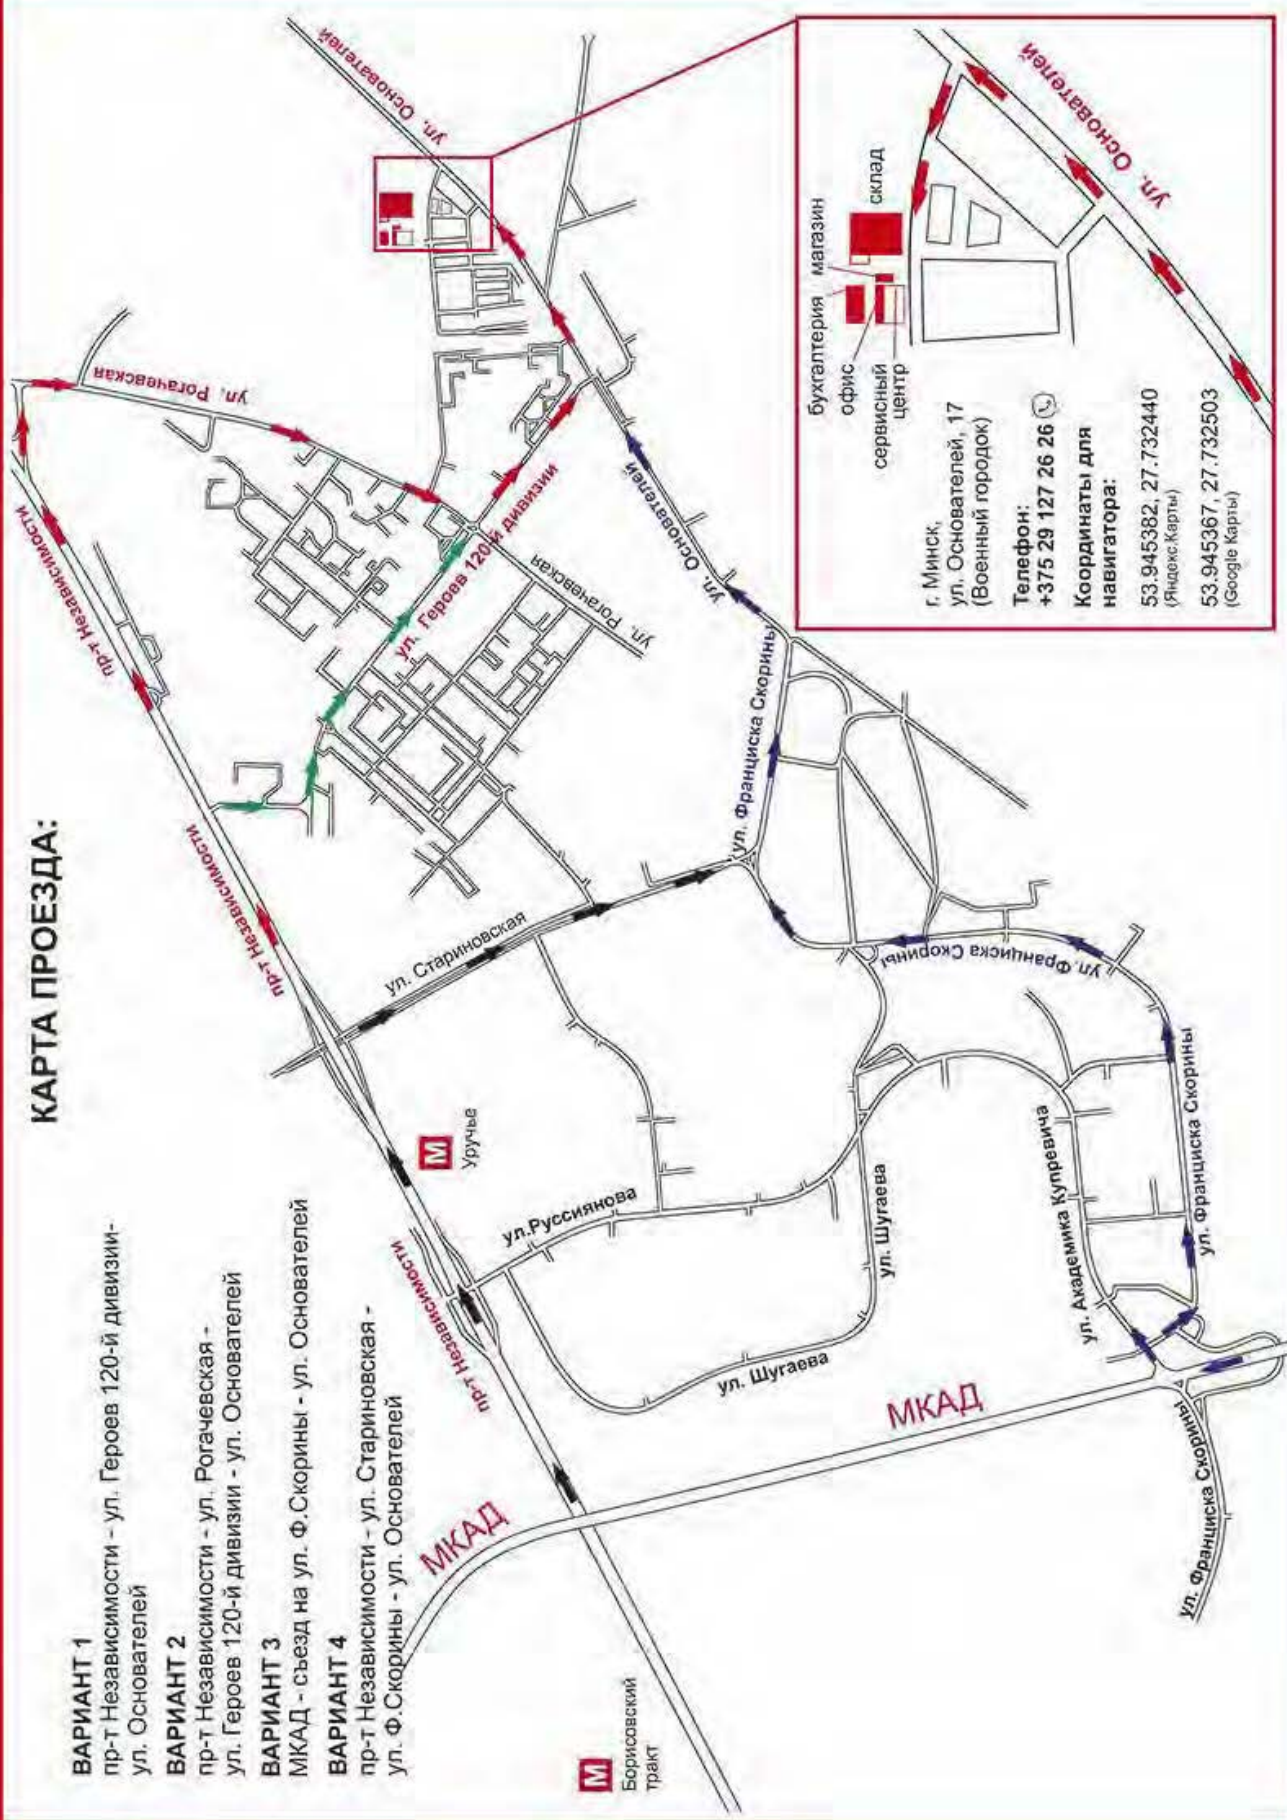 КАРТА ПРОЕЗДА:
ВАРИАНТ 1
пр-т Независимости - ул. Героев 120-й дивизии-
ул. Основателей
ВАРИАНТ 2
пр-т Независимости - ул. Рогачевская -
ул. Героев 120-й дивизии - ул. Основателей
ВАРИАНТ 3
МКАД - съезд на ул. Ф.Скорины - ул. Основателей
ВАРИАНТ 4
пр-т Независимости - ул. Стариновская -
ул. Ф.Скорины - ул. Основателей
М
Борисовский
тракт
МКАД
МКАД
пр-т Независимости
М
Уручье
пр-т Независимости
пр-т Независимости
пр-т Независимости
ул. Стариновская
ул.Руссиянова
ул. Шугаева
ул. Шугаева
ул. Академика Купревича
ул. Франциска Скорины
ул. Франциска Скорины
ул. Франциска Скорины
ул. Франциска Скорины
ул. Героев 120-й дивизии
ул. Рогачевская
ул. Рогачевская
ул. Основателей
ул. Основателей
бухгалтерия
магазин
офис
склад
сервисный
центр
ул. Основателей
г. Минск,
ул. Основателей, 17
(Военный городок)
Телефон:
+375 29 127 26 26
Координаты для
навигатора:
53.945382, 27.732440
(Яндекс.Карты)
53.945367, 27.732503
(Google Карты)